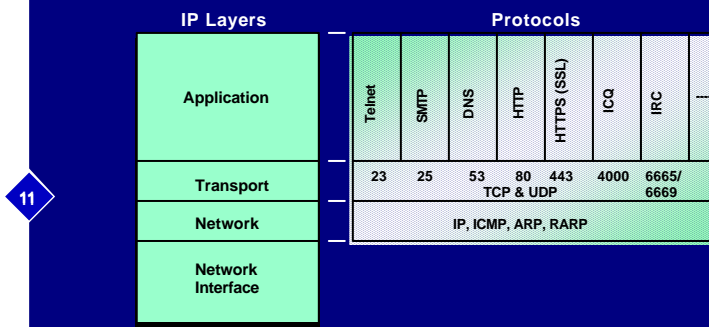 IP Layers
Protocols
Application
Telnet
SMTP
DNS
HTTP
HTTPS (SSL)
ICQ
IRC
----
Transport
23 25 53 80 443 4000 6665/
TCP & UDP 6669
11
Network
IP, ICMP, ARP, RARP
Network
Interface